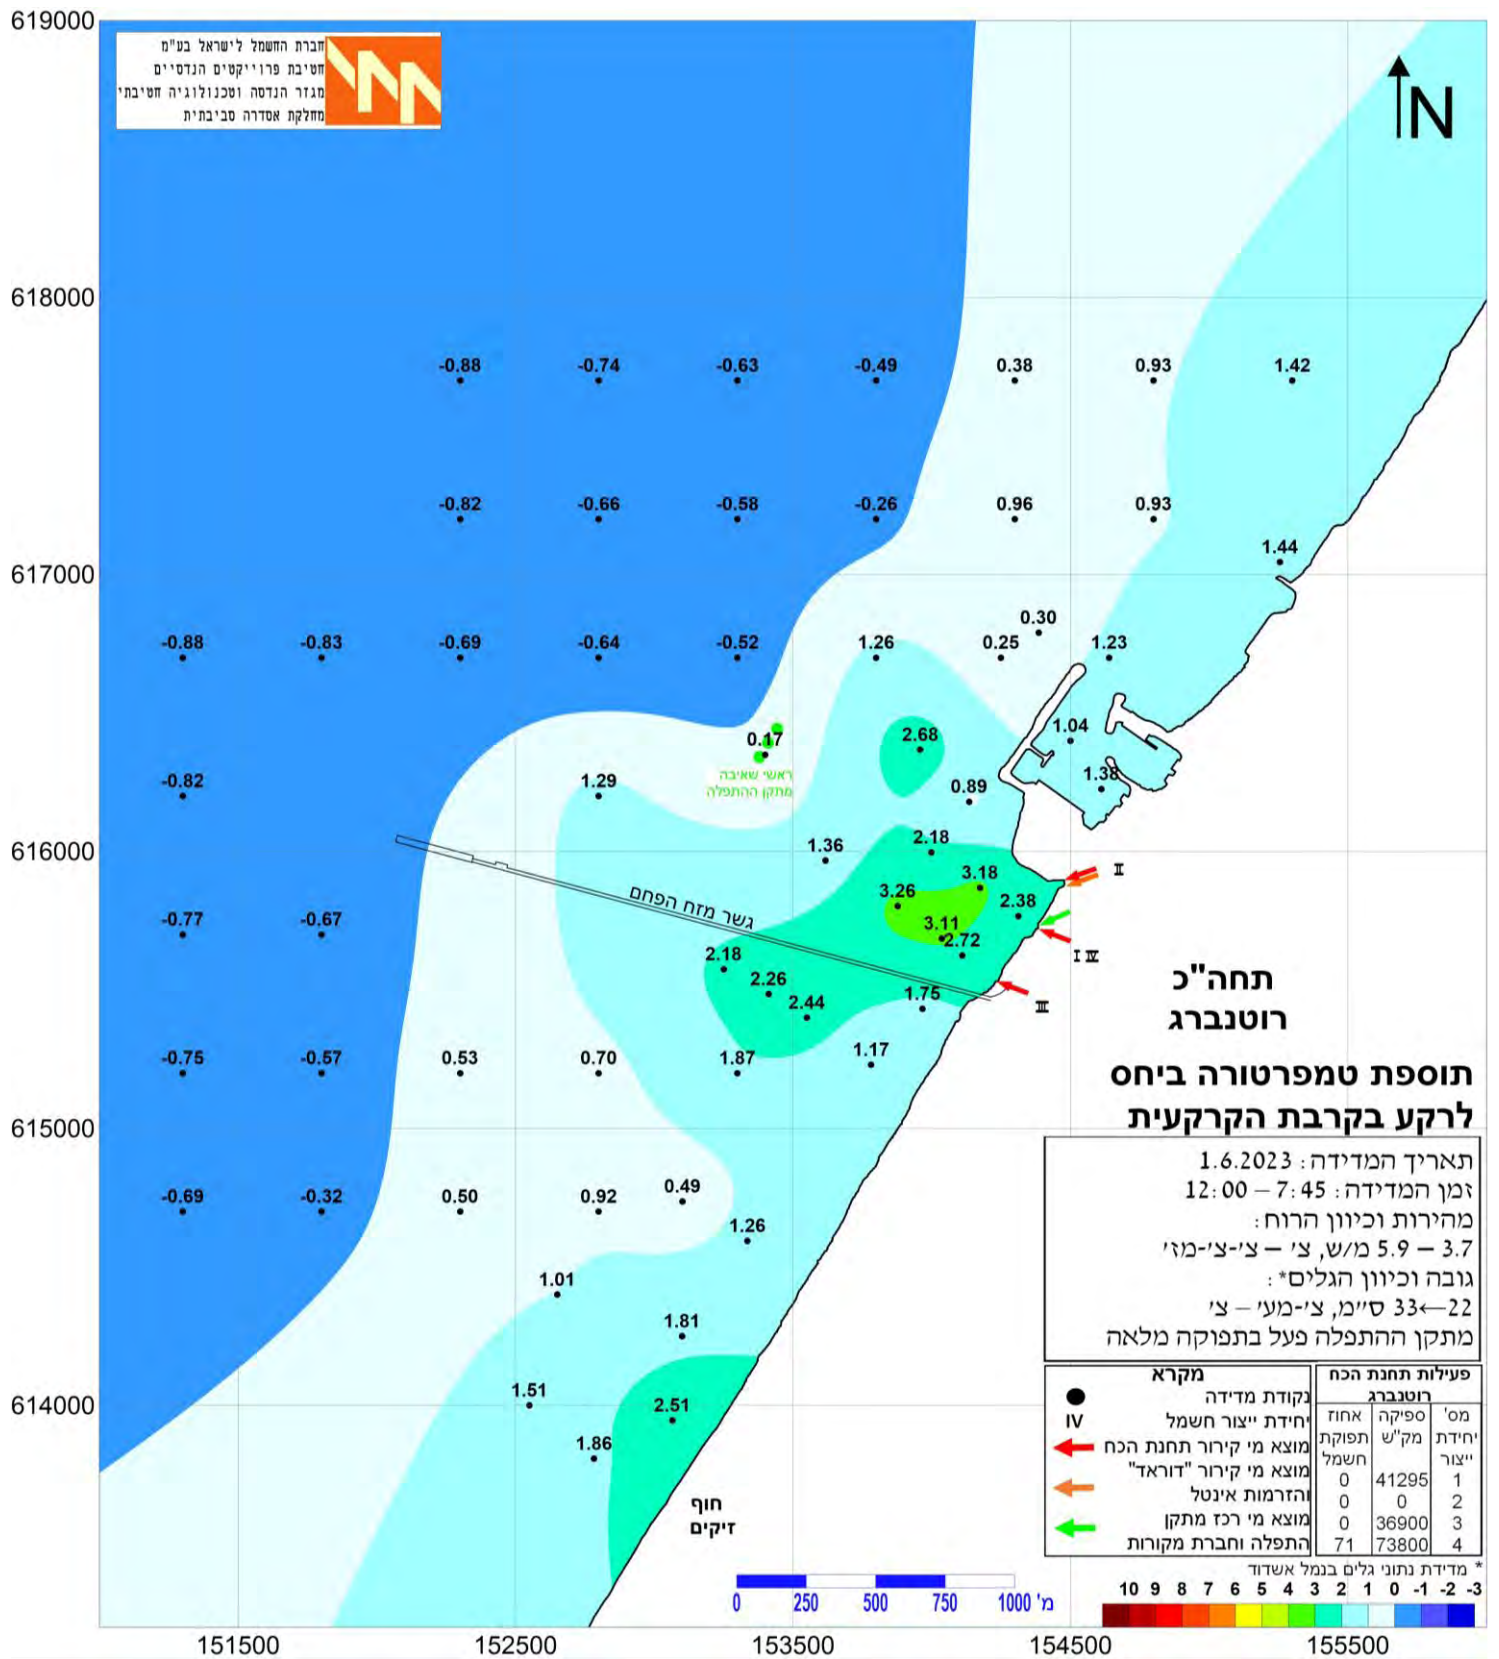 619000
חברת החשמל לישראל בע"מ
חטיבת פרוייקטים הנדסיים
מגזר הנדסה וטכנולוגיה חטיבתי
מחלקת אסדרה סביבתית
N
618000
-0.88 -0.74 -0.63 -0.49 0.38 0.93 1.42
-0.82 -0.66 -0.58 -0.26 0.96 0.93
1.44
617000
0.30
-0.88 -0.83 -0.69 -0.64 -0.52 1.26 0.25 1.23
0.17 2.68 1.04
ראשי שאיבה
מתקן ההתפלה
-0.82 1.29 0.89 1.38
616000
1.36 2.18
3.18 II
3.26 2.38
גשר מזח הפחם
-0.77 -0.67 3.11
2.72 I IV
2.18
2.26
2.44 1.75 III
תחה"כ
רוטנברג
-0.75 -0.57 0.53 0.70 1.87 1.17
תוספת טמפרטורה ביחס
לרקע בקרבת הקרקעית
615000
-0.69 -0.32 0.50 0.92 0.49
1.26
1.01
1.81
614000
1.51 2.51
1.86
חוף
זיקים
תאריך המדידה: 1.6.2023
זמן המדידה: 7:45 – 12:00
מהירות וכיוון הרוח:
3.7 – 5.9 מ/ש, צ' – צ'-צ'-מז'
גובה וכיוון הגלים*:
22→33 ס"מ, צ'-מע' – צ'
מתקן ההתפלה פעל בתפוקה מלאה
מקרא
נקודת מדידה
יחידת ייצור חשמל IV
מוצא מי קירור תחנת הכח
מוצא מי קירור "דוראד"
והזרמות אינטל
מוצא מי רכז מתקן
התפלה וחברת מקורות
פעילות תחנת הכח
רוטנברג
מס' ספיקה אחוז
יחידת מק"ש תפוקת
ייצור חשמל
1 41295 0
2 0 0
3 36900 0
4 73800 71
* מדידת נתוני גלים בנמל אשדוד
10 9 8 7 6 5 4 3 2 1 0 -1 -2 -3
0 250 500 750 1000 מ'
151500 152500 153500 154500 155500